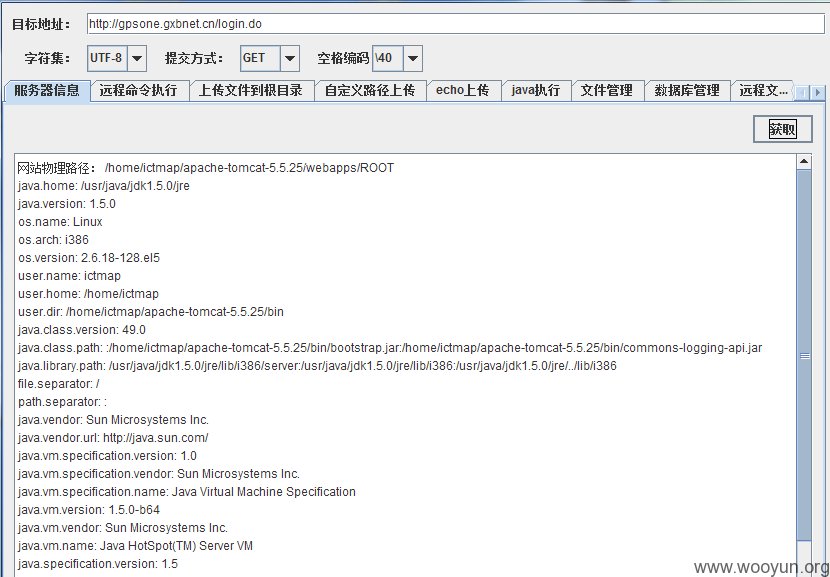 目标地址： http://gpsone.gxbnet.cn/login.do
字符集： UTF-8 提交方式： GET 空格编码 \40
服务器信息 远程命令执行 上传文件到根目录 自定义路径上传 echo上传 java执行 文件管理 数据库管理 远程文...
获取
网站物理路径： /home/ictmap/apache-tomcat-5.5.25/webapps/ROOT
java.home: /usr/java/jdk1.5.0/jre
java.version: 1.5.0
os.name: Linux
os.arch: i386
os.version: 2.6.18-128.el5
user.name: ictmap
user.home: /home/ictmap
user.dir: /home/ictmap/apache-tomcat-5.5.25/bin
java.class.version: 49.0
java.class.path: :/home/ictmap/apache-tomcat-5.5.25/bin/bootstrap.jar:/home/ictmap/apache-tomcat-5.5.25/bin/commons-logging-api.jar
java.library.path: /usr/java/jdk1.5.0/jre/lib/i386/server:/usr/java/jdk1.5.0/jre/lib/i386:/usr/java/jdk1.5.0/jre/../lib/i386
file.separator: /
path.separator: :
java.vendor: Sun Microsystems Inc.
java.vendor.url: http://java.sun.com/
java.vm.specification.version: 1.0
java.vm.specification.vendor: Sun Microsystems Inc.
java.vm.specification.name: Java Virtual Machine Specification
java.vm.version: 1.5.0-b64
java.vm.vendor: Sun Microsystems Inc.
java.vm.name: Java HotSpot(TM) Server VM
java.specification.version: 1.5
www.wooyun.org